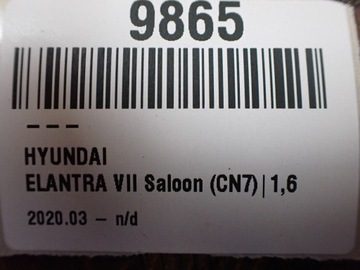 9865
– – –
HYUNDAI
ELANTRA VII Saloon (CN7)|1,6
2020.03 – n/d